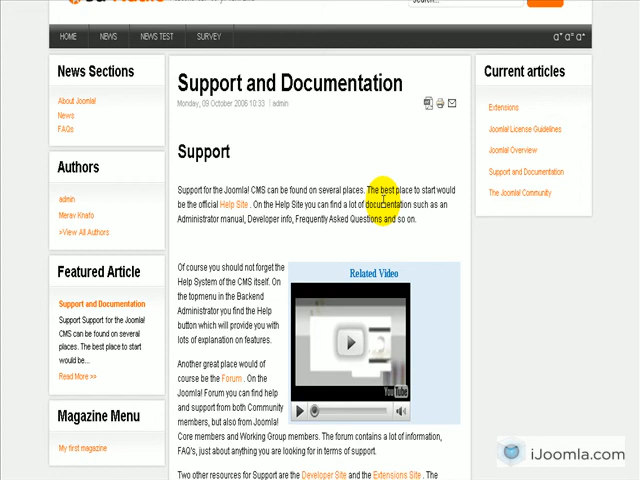 HOME NEWS NEWS TEST SURVEY
News Sections
About Joomla!
News
FAQs
Authors
admin
Merav Knafo
>View All Authors
Featured Article
Support and Documentation
Support Support for the Joomla!
CMS can be found on several
places. The best place to start
would be...
Read More >>
Magazine Menu
My first magazine
Support and Documentation
Monday, 09 October 2006 10:33 | admin
Support
Support for the Joomla! CMS can be found on several places. The best place to start would
be the official Help Site . On the Help Site you can find a lot of documentation such as an
Administrator manual, Developer info, Frequently Asked Questions and so on.
Of course you should not forget the
Help System of the CMS itself. On
the topmenu in the Backend
Administrator you find the Help
button which will provide you with
lots of explanation on features.
Related Video
YouTube
Another great place would of
course be the Forum . On the
Joomla! Forum you can find help
and support from both Community
members, but also from Joomla!
Core members and Working Group members. The forum contains a lot of information,
FAQ's, just about anything you are looking for in terms of support.
Two other resources for Support are the Developer Site and the Extensions Site . The
Current articles
Extensions
Joomla! License Guidelines
Joomla! Overview
Support and Documentation
The Joomla! Community
iJoomla.com